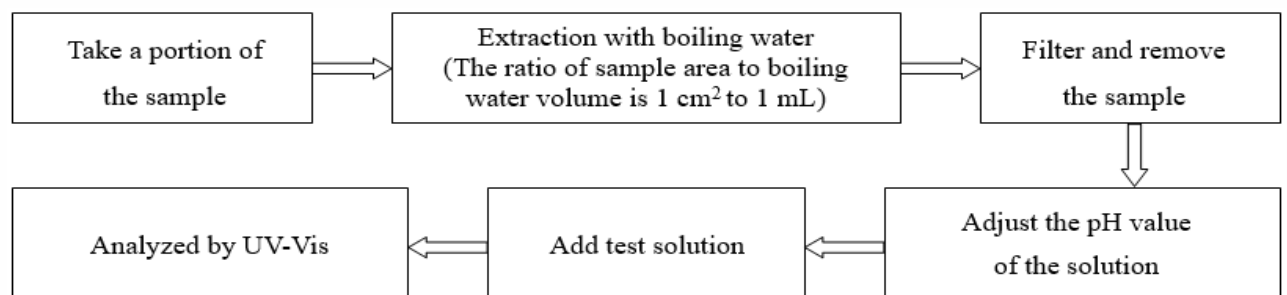 Take a portion of
the sample
Extraction with boiling water
(The ratio of sample area to boiling
water volume is 1 cm² to 1 mL)
Filter and remove
the sample
Adjust the pH value
of the solution
Add test solution
Analyzed by UV-Vis